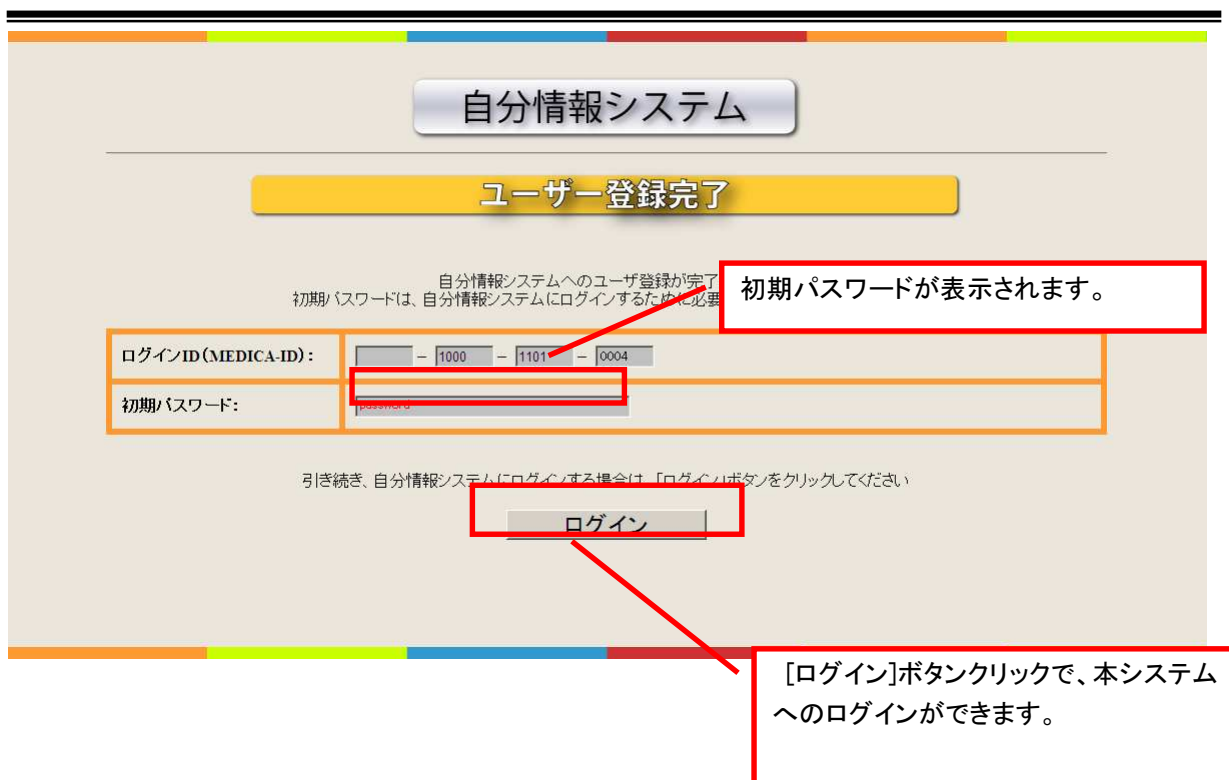 自分情報システム
ユーザー登録完了
自分情報システムへのユーザ登録が完了
初期パスワードは、自分情報システムにログインするために必要
初期パスワードが表示されます。
ログインID(MEDICA-ID): – 1000 – 1101 – 0004
初期パスワード: password
引き続き、自分情報システムにログインする場合は、「ログイン」ボタンをクリックしてください
ログイン
[ログイン]ボタンクリックで、本システム
へのログインができます。